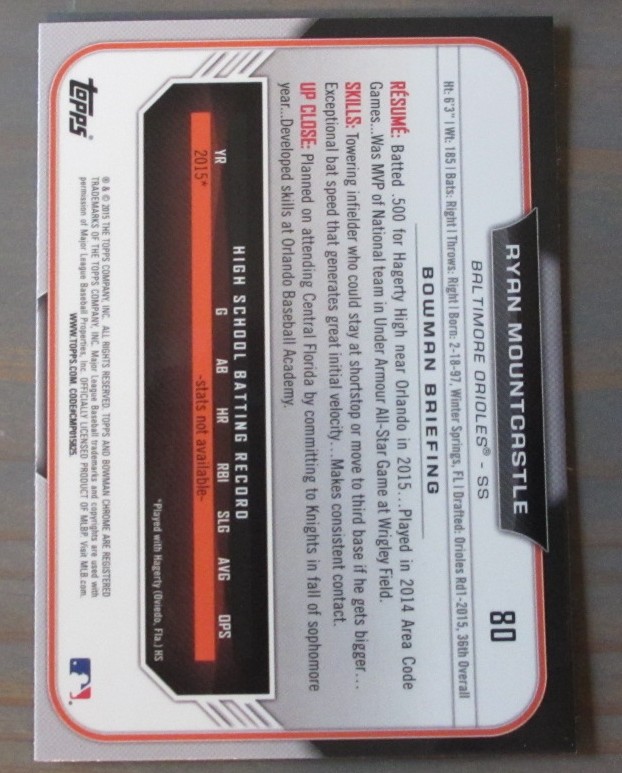 80
RYAN MOUNTCASTLE
BALTIMORE ORIOLES® - SS
Ht: 6'3" | Wt: 185 | Bats: Right | Throws: Right | Born: 2-18-97, Winter Springs, FL | Drafted: Orioles Rd1-2015, 36th Overall
BOWMAN BRIEFING
RÉSUMÉ: Batted .500 for Hagerty High near Orlando in 2015...Played in 2014 Area Code
Games...Was MVP of National team in Under Armour All-Star Game at Wrigley Field.
SKILLS: Towering infielder who could stay at shortstop or move to third base if he gets bigger...
Exceptional bat speed that generates great initial velocity...Makes consistent contact.
UP CLOSE: Planned on attending Central Florida by committing to Knights in fall of sophomore
year...Developed skills at Orlando Baseball Academy.
HIGH SCHOOL BATTING RECORD
YR G AB HR RBI SLG AVG OPS
2015* -stats not available-
*Played with Hagerty (Oviedo, Fla.) HS
Topps®
® & © 2015 THE TOPPS COMPANY, INC. ALL RIGHTS RESERVED. TOPPS AND BOWMAN CHROME ARE REGISTERED
TRADEMARKS OF THE TOPPS COMPANY, INC. Major League Baseball trademarks and copyrights are used with
permission of Major League Baseball Properties, Inc. OFFICIALLY LICENSED PRODUCT OF MLBP. Visit MLB.com.
WWW.TOPPS.COM. CODE#CMP015825